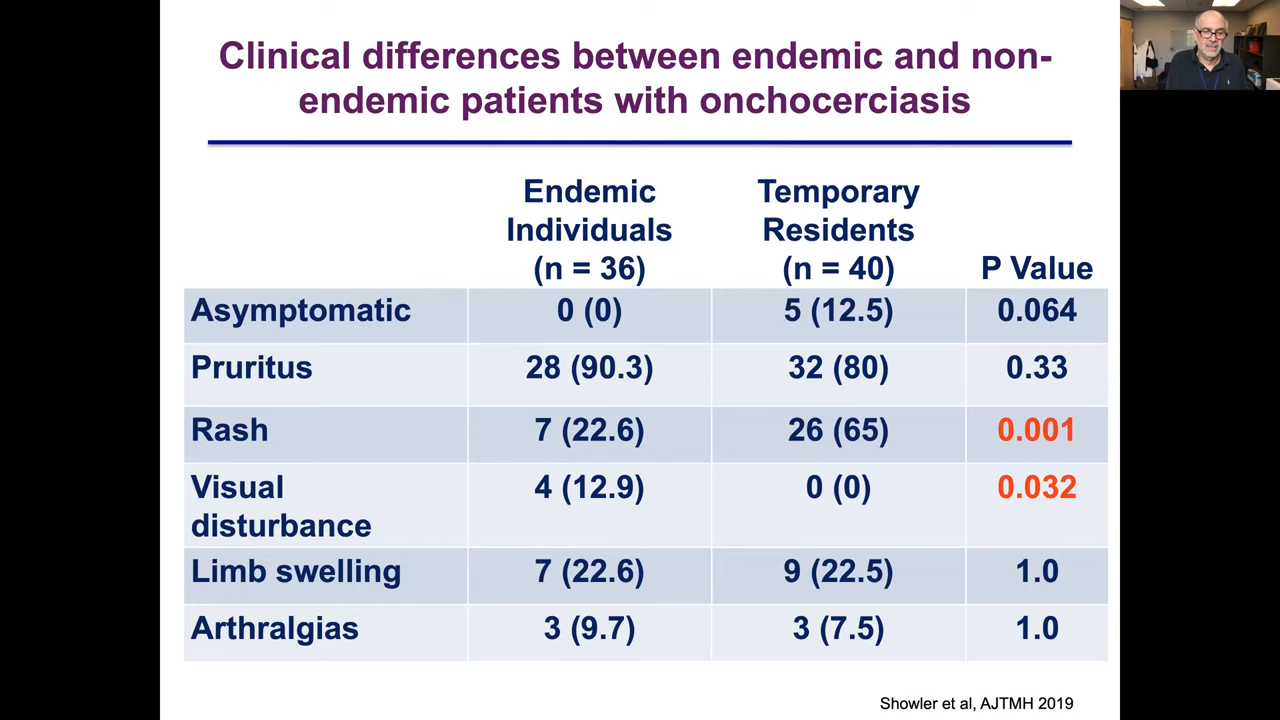 Clinical differences between endemic and non-
endemic patients with onchocerciasis
Endemic Individuals (n = 36) Temporary Residents (n = 40) P Value
Asymptomatic 0 (0) 5 (12.5) 0.064
Pruritus 28 (90.3) 32 (80) 0.33
Rash 7 (22.6) 26 (65) 0.001
Visual disturbance 4 (12.9) 0 (0) 0.032
Limb swelling 7 (22.6) 9 (22.5) 1.0
Arthralgias 3 (9.7) 3 (7.5) 1.0
Showler et al, AJTMH 2019